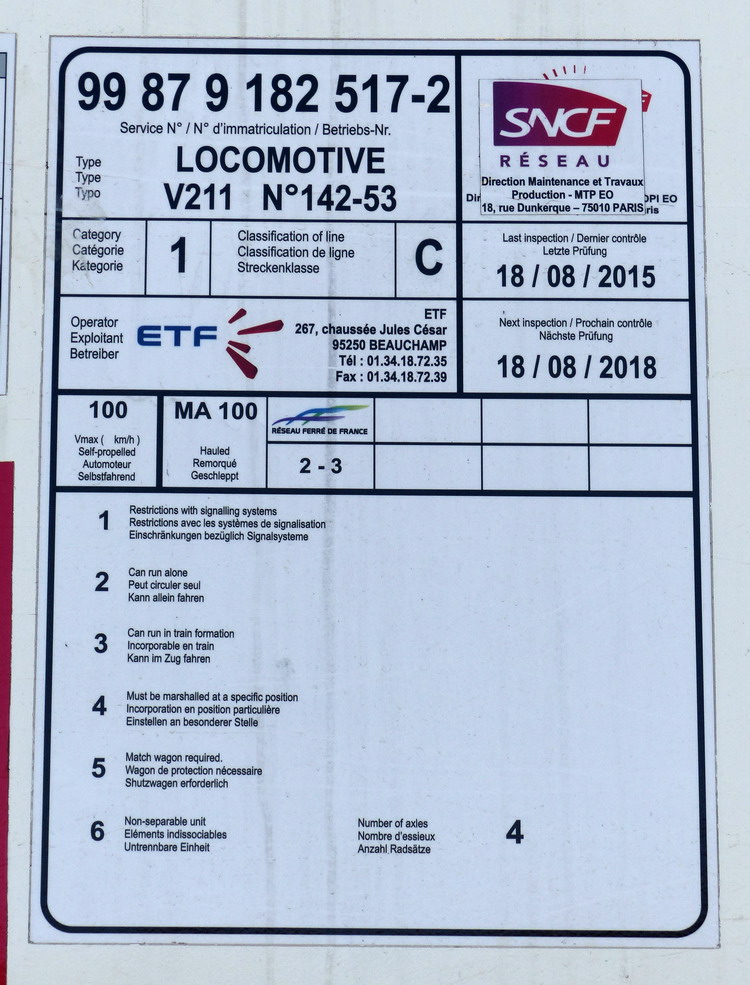 99 87 9 182 517-2
Service N° / N° d'immatriculation / Betriebs-Nr.
Type
Type
Typo
LOCOMOTIVE
V211 N°142-53
SNCF
RÉSEAU
Direction Maintenance et Travaux
Production - MTP EO
18, rue Dunkerque – 75010 PARIS
Category
Catégorie
Kategorie
1
Classification of line
Classification de ligne
Streckenklasse
C
Last inspection / Dernier contrôle
Letzte Prüfung
18 / 08 / 2015
Operator
Exploitant
Betreiber
ETF
ETF
267, chaussée Jules César
95250 BEAUCHAMP
Tél : 01.34.18.72.35
Fax : 01.34.18.72.39
Next inspection / Prochain contrôle
Nächste Prüfung
18 / 08 / 2018
100
Vmax ( km/h )
Self-propelled
Automoteur
Selbstfahrend
MA 100
Hauled
Remorqué
Geschleppt
RÉSEAU FERRÉ DE FRANCE
2 - 3
1
Restrictions with signalling systems
Restrictions avec les systèmes de signalisation
Einschränkungen bezüglich Signalsysteme
2
Can run alone
Peut circuler seul
Kann allein fahren
3
Can run in train formation
Incorporable en train
Kann im Zug fahren
4
Must be marshalled at a specific position
Incorporation en position particulière
Einstellen an besonderer Stelle
5
Match wagon required.
Wagon de protection nécessaire
Shutzwagen erforderlich
6
Non-separable unit
Eléments indissociables
Untrennbare Einheit
Number of axles
Nombre d'essieux
Anzahl Radsätze
4